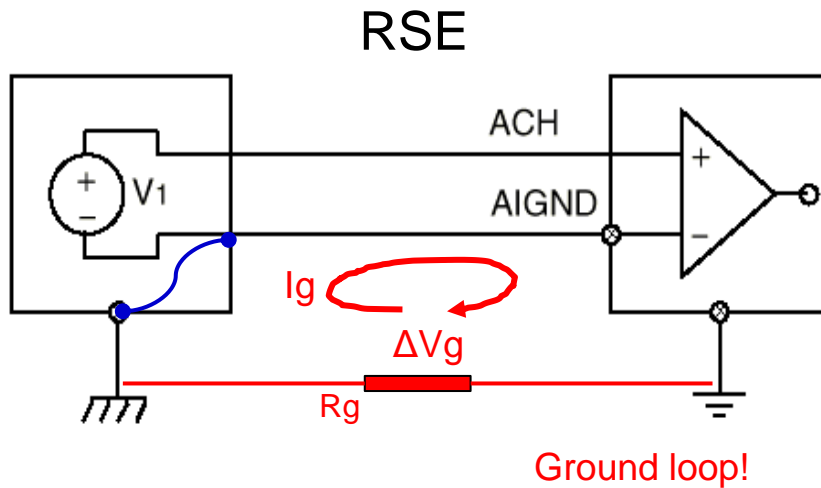 RSE
ACH
+
+
V1
−
AIGND
−
Ig
ΔVg
Rg
Ground loop!